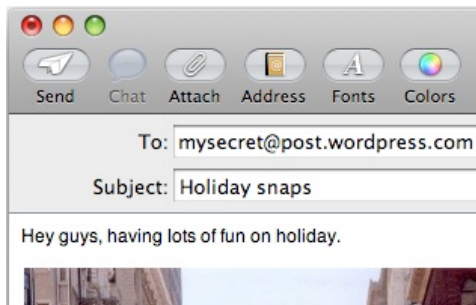 Send Chat Attach Address Fonts Colors
To: mysecret@post.wordpress.com
Subject: Holiday snaps
Hey guys, having lots of fun on holiday.